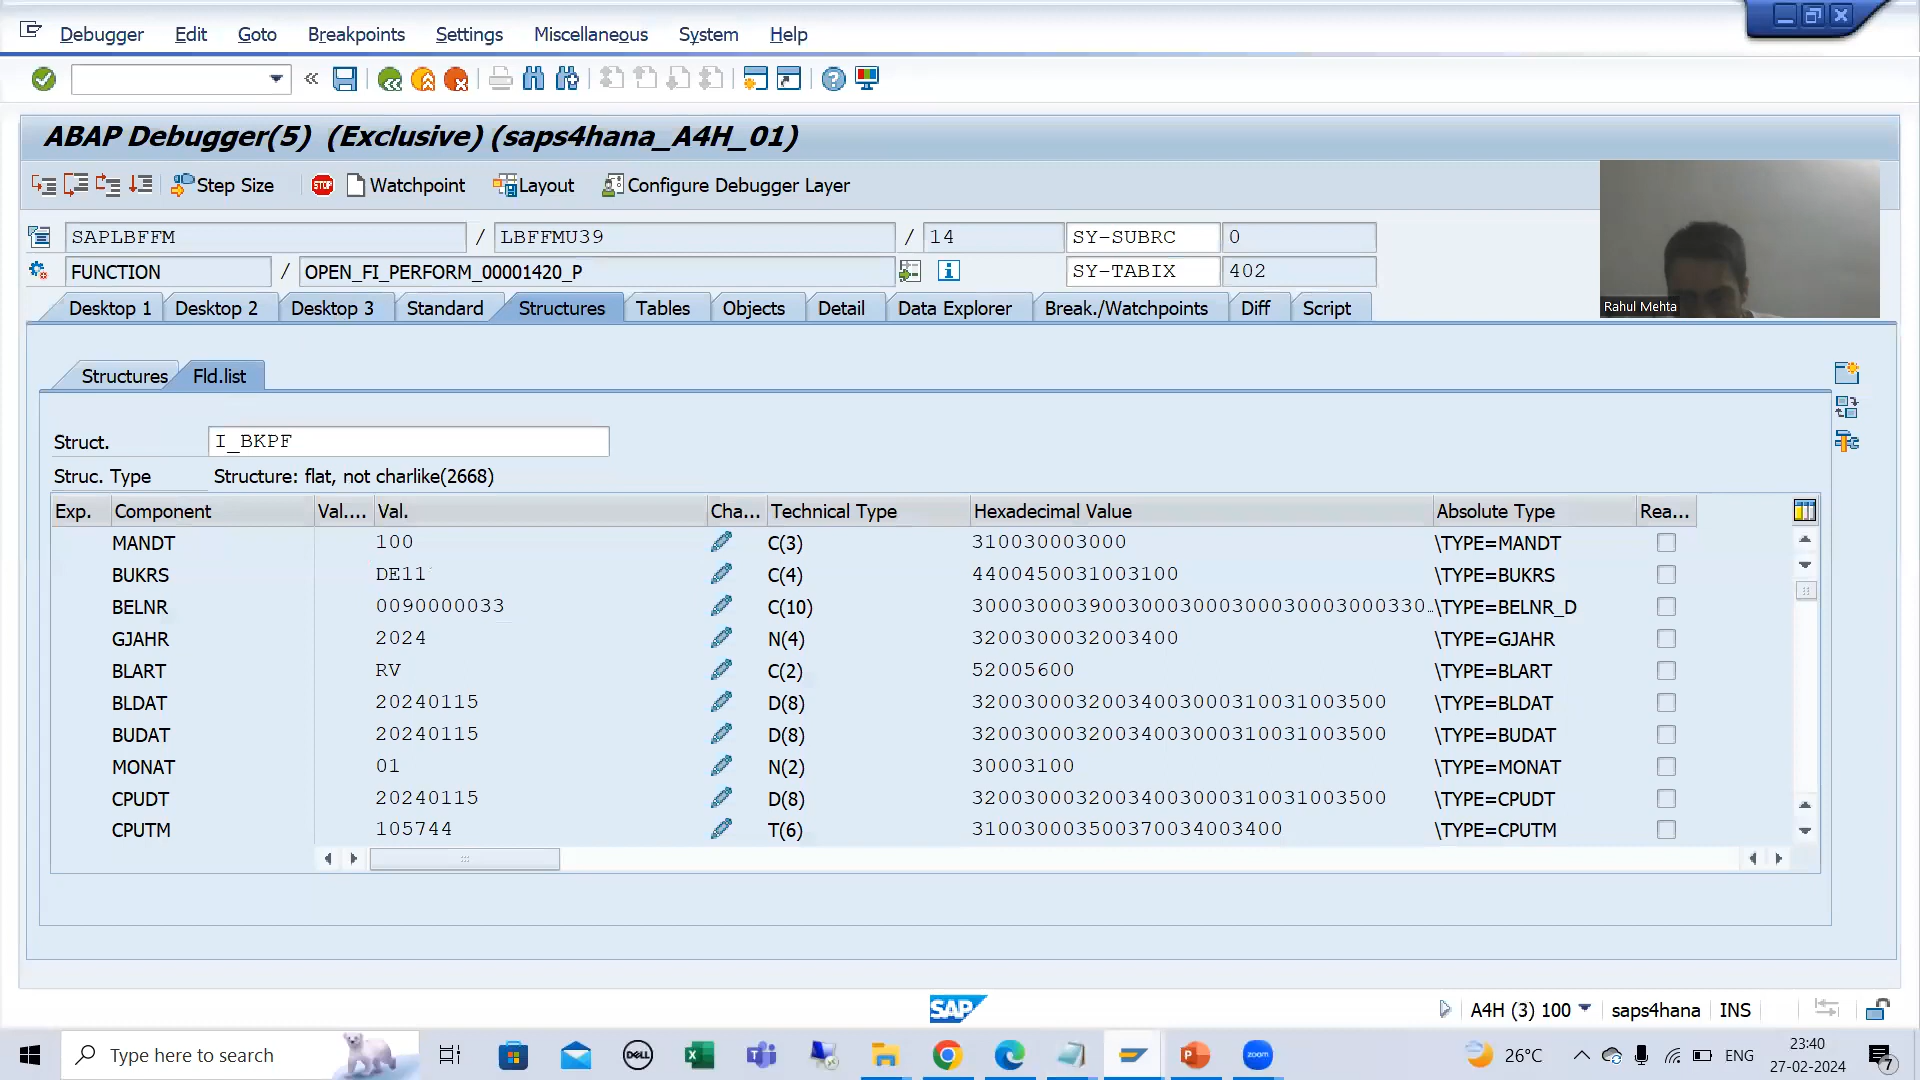 Debugger Edit Goto Breakpoints Settings Miscellaneous System Help
ABAP Debugger(5) (Exclusive) (saps4hana_A4H_01)
Step Size STOP Watchpoint Layout Configure Debugger Layer
SAPLBFFM / LBFFMU39 / 14 SY-SUBRC 0
FUNCTION / OPEN_FI_PERFORM_00001420_P SY-TABIX 402
Desktop 1 Desktop 2 Desktop 3 Standard Structures Tables Objects Detail Data Explorer Break./Watchpoints Diff Script
Rahul Mehta
Structures Fld.list
Struct. I_BKPF
Struc. Type Structure: flat, not charlike(2668)
Exp. Component Val.... Val. Cha... Technical Type Hexadecimal Value Absolute Type Rea...
MANDT 100 C(3) 310030003000 \TYPE=MANDT
BUKRS DE11 C(4) 4400450031003100 \TYPE=BUKRS
BELNR 0090000033 C(10) 30003000390030003000300030003000330... \TYPE=BELNR_D
GJAHR 2024 N(4) 3200300032003400 \TYPE=GJAHR
BLART RV C(2) 52005600 \TYPE=BLART
BLDAT 20240115 D(8) 32003000320034003000310031003500 \TYPE=BLDAT
BUDAT 20240115 D(8) 32003000320034003000310031003500 \TYPE=BUDAT
MONAT 01 N(2) 30003100 \TYPE=MONAT
CPUDT 20240115 D(8) 32003000320034003000310031003500 \TYPE=CPUDT
CPUTM 105744 T(6) 310030003500370034003400 \TYPE=CPUTM
SAP A4H (3) 100 saps4hana INS
Type here to search DELL zoom 26°C ENG 23:40
27-02-2024 7